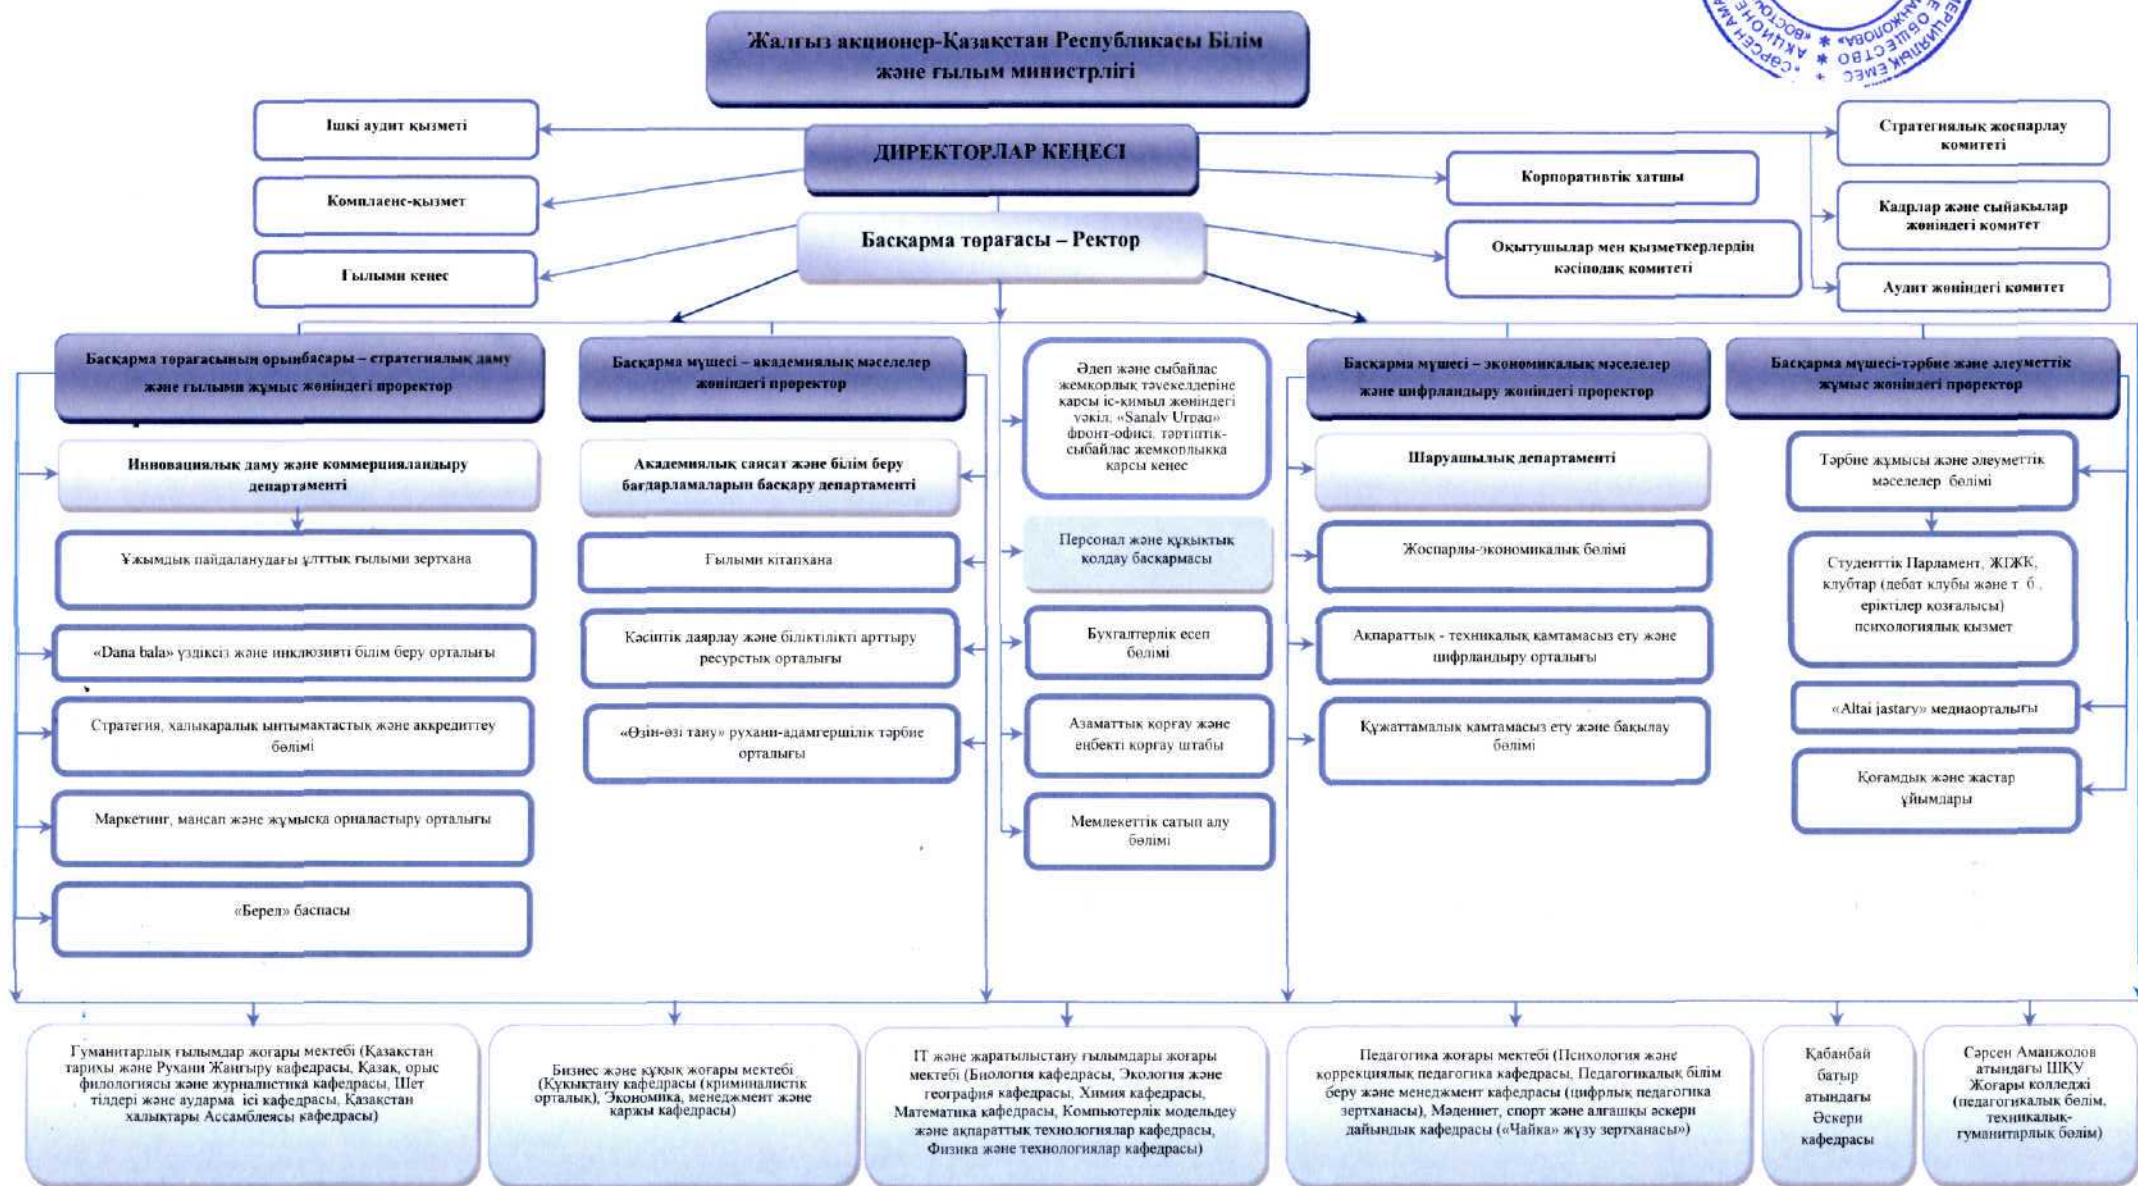 Жалғыз акционер-Қазақстан Республикасы Білім
және ғылым министрлігі
Ішкі аудит қызметі
ДИРЕКТОРЛАР КЕҢЕСІ
Стратегиялық жоспарлау
комитеті
Комплаенс-қызмет
Корпоративтік хатшы
Кадрлар және сыйақылар
жөніндегі комитет
Басқарма төрағасы – Ректор
Ғылыми кеңес
Оқытушылар мен қызметкерлердің
кәсіподақ комитеті
Аудит жөніндегі комитет
Басқарма төрағасының орынбасары – стратегиялық даму
және ғылыми жұмыс жөніндегі проректор
Басқарма мүшесі – академиялық мәселелер
жөніндегі проректор
Әдеп және сыбайлас
жемқорлық тәуекелдеріне
қарсы іс-қимыл жөніндегі
уәкіл, «Sanaly Urpaq»
фронт-офисі, тәртіптік-
сыбайлас жемқорлыққа
қарсы кеңес
Басқарма мүшесі – экономикалық мәселелер
және цифрландыру жөніндегі проректор
Басқарма мүшесі-тәрбие және әлеуметтік
жұмыс жөніндегі проректор
Инновациялық даму және коммерцияландыру
департаменті
Академиялық саясат және білім беру
бағдарламаларын басқару департаменті
Шаруашылық департаменті
Тәрбие жұмысы және әлеуметтік
мәселелер бөлімі
Ұжымдық пайдаланудағы ұлттық ғылыми зертхана
Ғылыми кітапхана
Персонал және құқықтық
қолдау басқармасы
Жоспарлы-экономикалық бөлімі
Студенттік Парламент, ЖІЖК,
клубтар (дебат клубы және т. б.,
еріктілер қозғалысы)
психологиялық қызмет
«Dana bala» үздіксіз және инклюзивті білім беру орталығы
Кәсіптік даярлау және біліктілікті арттыру
ресурстық орталығы
Бухгалтерлік есеп
бөлімі
Ақпараттық - техникалық қамтамасыз ету және
цифрландыру орталығы
Стратегия, халықаралық ынтымақтастық және аккредиттеу
бөлімі
«Өзін-өзі тану» рухани-адамгершілік тәрбие
орталығы
Азаматтық қорғау және
еңбекті қорғау штабы
Құжаттамалық қамтамасыз ету және бақылау
бөлімі
«Altai jastary» медиаорталығы
Қоғамдық және жастар
ұйымдары
Маркетинг, мансап және жұмысқа орналастыру орталығы
Мемлекеттік сатып алу
бөлімі
«Берел» баспасы
Гуманитарлық ғылымдар жоғары мектебі (Қазақстан
тарихы және Рухани Жаңғыру кафедрасы, Қазақ, орыс
филологиясы және журналистика кафедрасы, Шет
тілдері және аударма ісі кафедрасы, Қазақстан
халықтары Ассамблеясы кафедрасы)
Бизнес және құқық жоғары мектебі
(Құқықтану кафедрасы (криминалистік
орталық), Экономика, менеджмент және
қаржы кафедрасы)
IT және жаратылыстану ғылымдары жоғары
мектебі (Биология кафедрасы, Экология және
география кафедрасы, Химия кафедрасы,
Математика кафедрасы, Компьютерлік модельдеу
және ақпараттық технологиялар кафедрасы,
Физика және технологиялар кафедрасы)
Педагогика жоғары мектебі (Психология және
коррекциялық педагогика кафедрасы, Педагогикалық білім
беру және менеджмент кафедрасы (цифрлық педагогика
зертханасы), Мәдениет, спорт және алғашқы әскери
дайындық кафедрасы («Чайка» жүзу зертханасы»)
Қабанбай
батыр
атындағы
Әскери
кафедрасы
Сәрсен Аманжолов
атындағы ШҚУ
Жоғары колледжі
(педагогикалық бөлім,
техникалық-
гуманитарлық бөлім)